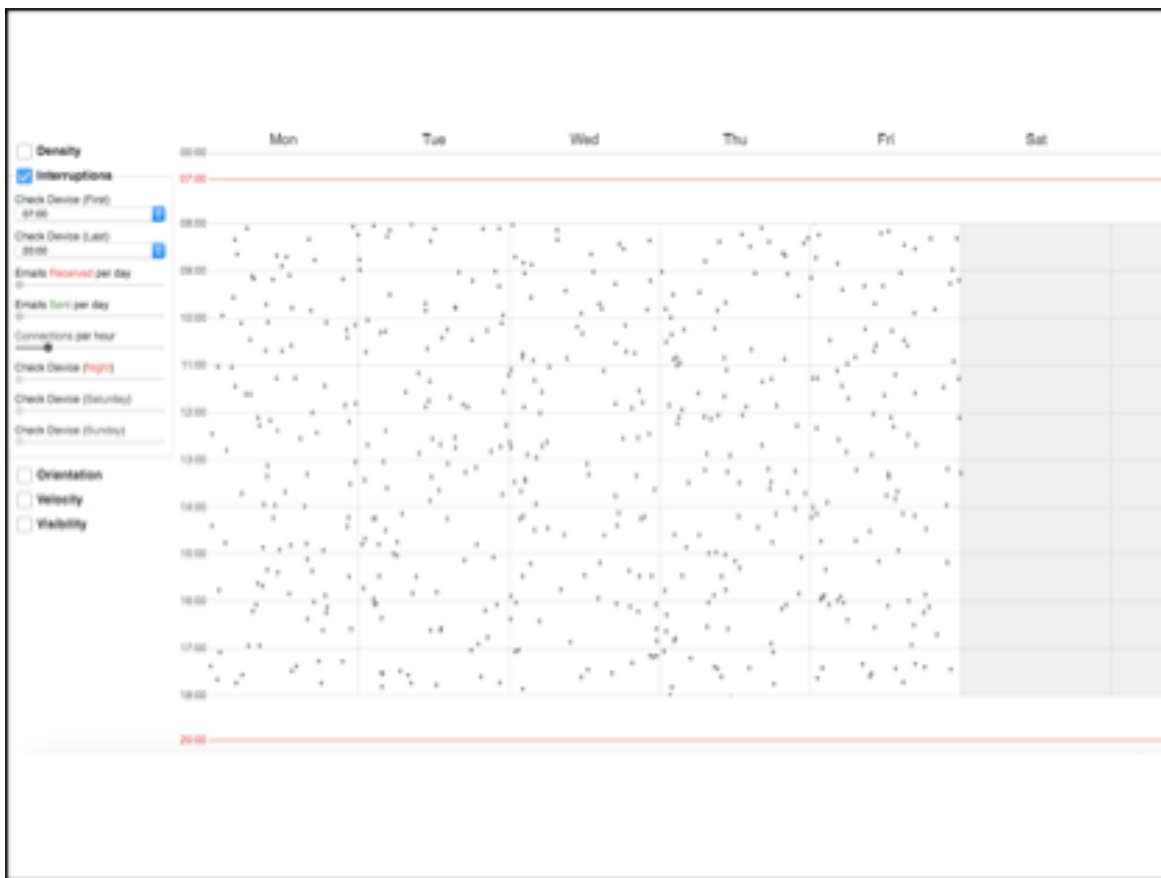 Mon Tue Wed Thu Fri Sat
Density
00:00
Interruptions
07:00
Check Device (First)
07:00
08:00
Check Device (Last)
20:00
Emails Received per day
09:00
Emails Sent per day
10:00
Connections per hour
11:00
Check Device (Night)
Check Device (Saturday)
12:00
Check Device (Sunday)
13:00
Orientation
Velocity
14:00
Visibility
15:00
16:00
17:00
18:00
20:00